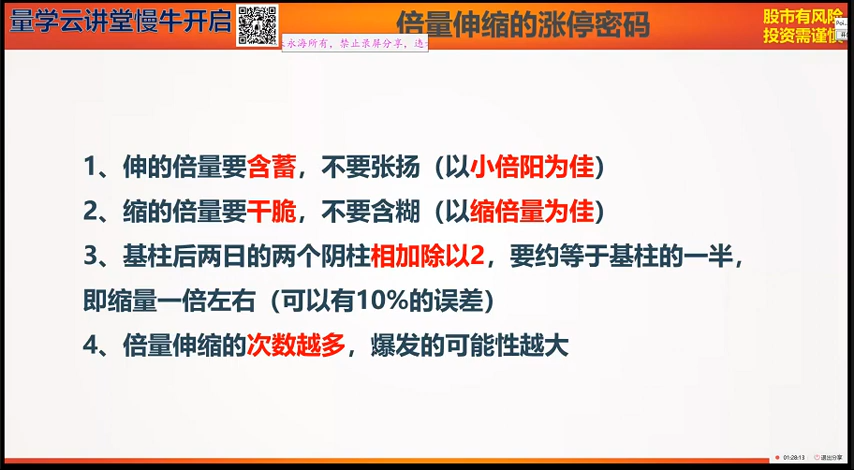 量学云讲堂慢牛开启
倍量伸缩的涨停密码
股市有风险
投资需谨慎
永海所有，禁止录屏分享，违
1、伸的倍量要含蓄，不要张扬（以小倍阳为佳）
2、缩的倍量要干脆，不要含糊（以缩倍量为佳）
3、基柱后两日的两个阴柱相加除以2，要约等于基柱的一半，
即缩量一倍左右（可以有10%的误差）
4、倍量伸缩的次数越多，爆发的可能性越大
01:28:13
退出分享